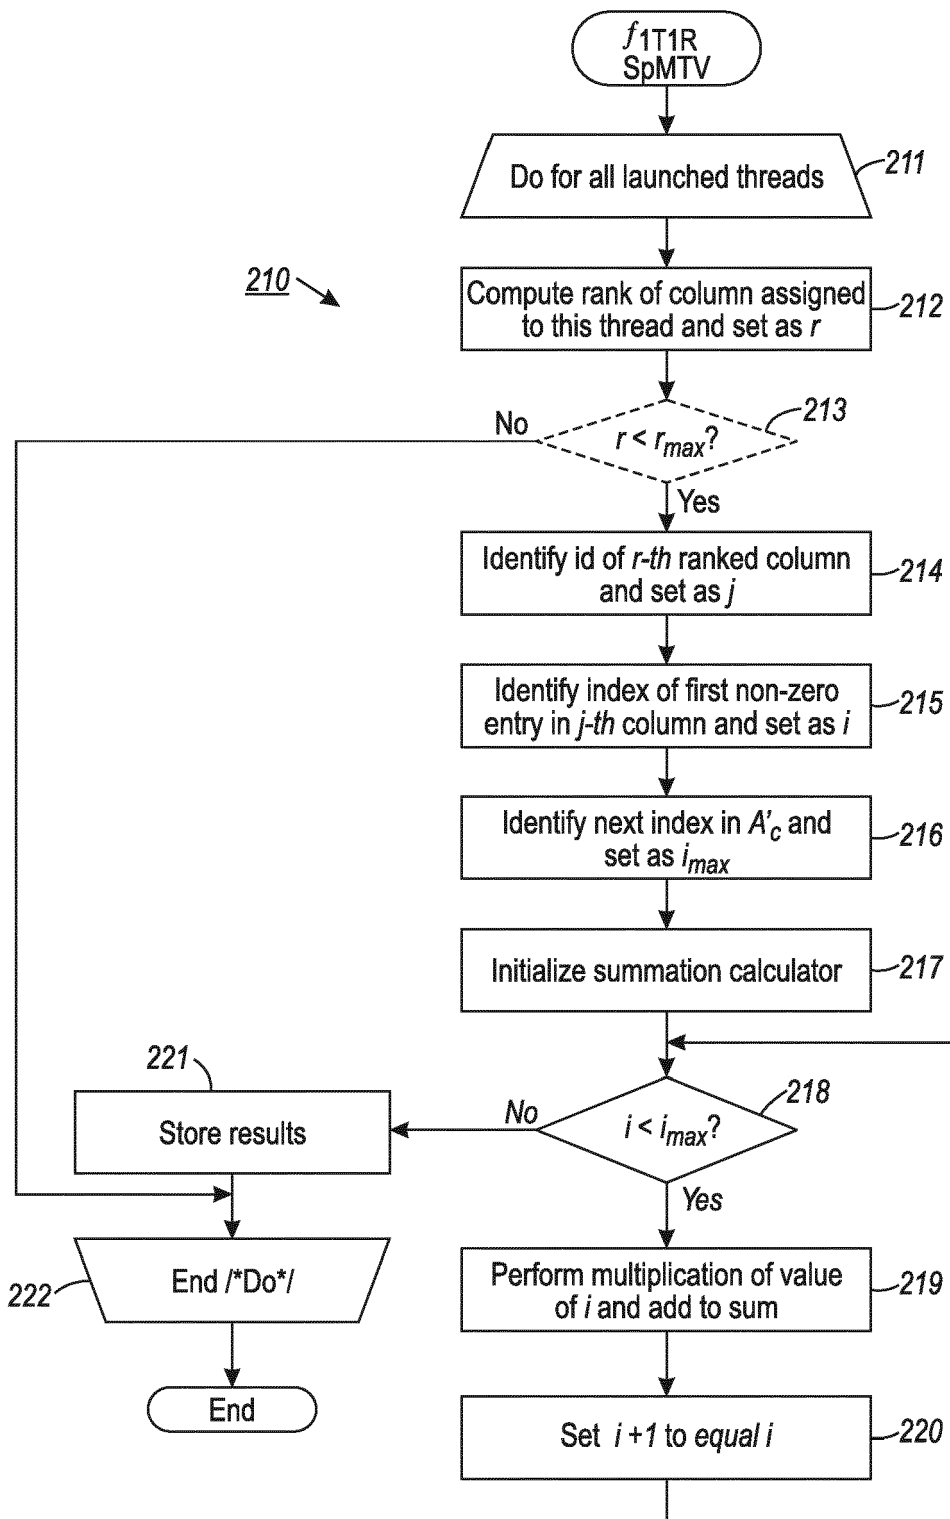 f1T1R
SpMTV
Do for all launched threads
211
210
Compute rank of column assigned
to this thread and set as r
212
213
No
r < rmax?
Yes
Identify id of r-th ranked column
and set as j
214
Identify index of first non-zero
entry in j-th column and set as i
215
Identify next index in A'c and
set as imax
216
Initialize summation calculator
217
221
218
Store results
No
i < imax?
Yes
End /*Do*/
222
Perform multiplication of value
of i and add to sum
219
End
Set i +1 to equal i
220